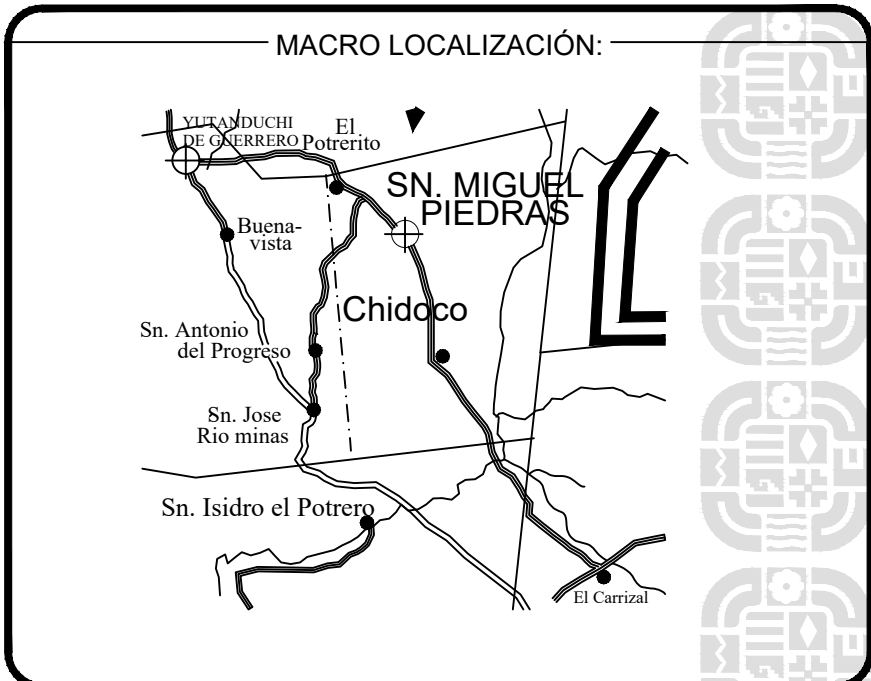 MACRO LOCALIZACIÓN:
YUTANDUCHI
DE GUERRERO
El
Potrerito
SN. MIGUEL
PIEDRAS
Buena-
vista
Chidoco
Sn. Antonio
del Progreso
Sn. Jose
Rio minas
Sn. Isidro el Potrero
El Carrizal